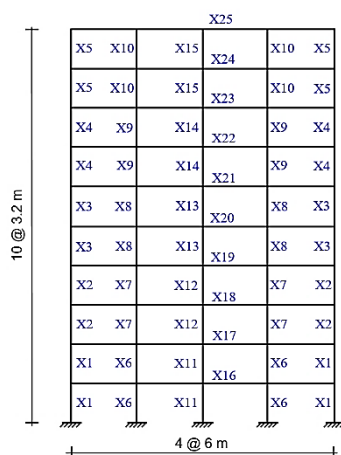 X25
X5 X10 X15 X10 X5
X24
X5 X10 X15 X10 X5
X23
X4 X9 X14 X9 X4
X22
X4 X9 X14 X9 X4
X21
X3 X8 X13 X8 X3
X20
X3 X8 X13 X8 X3
X19
X2 X7 X12 X7 X2
X18
X2 X7 X12 X7 X2
X17
X1 X6 X11 X6 X1
X16
X1 X6 X11 X6 X1
10 @ 3.2 m
4 @ 6 m